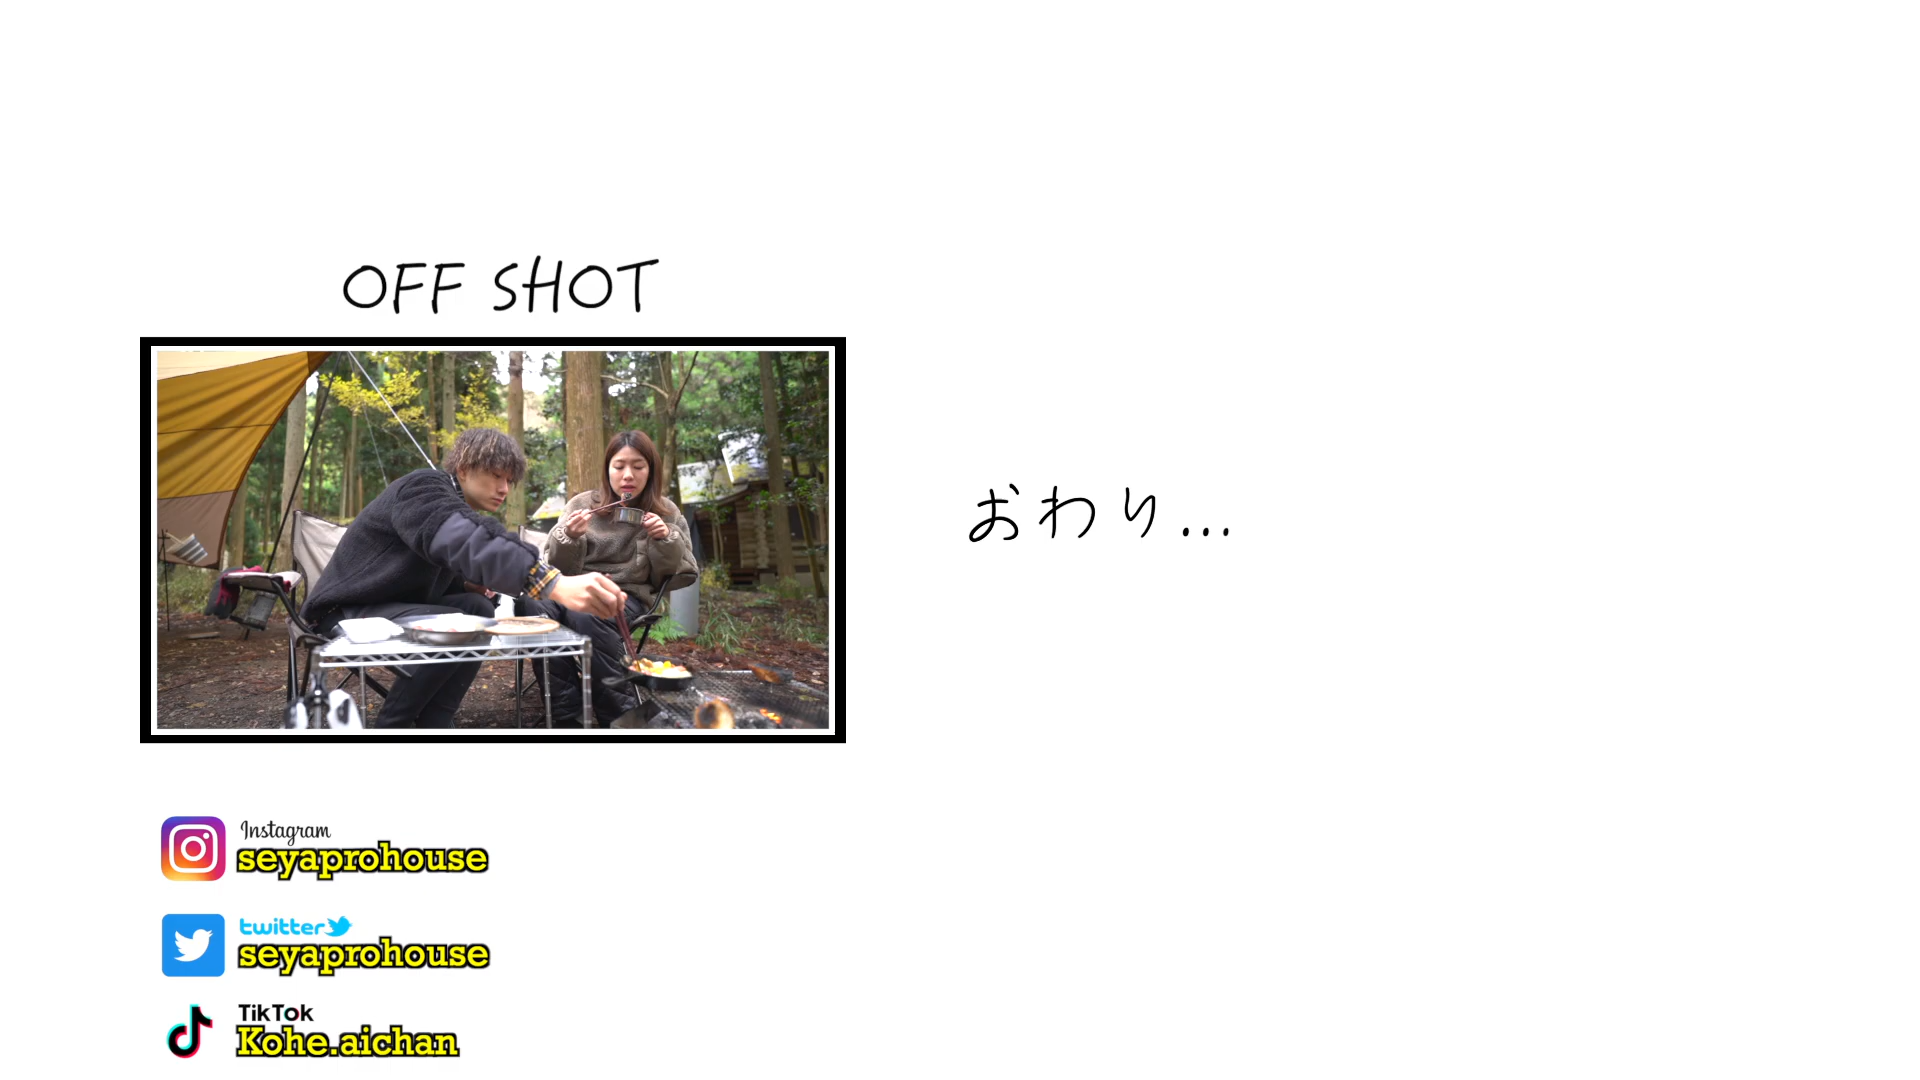 OFF SHOT
おわり...
Instagram
seyaprohouse
twitter
seyaprohouse
TikTok
Kohe.aichan